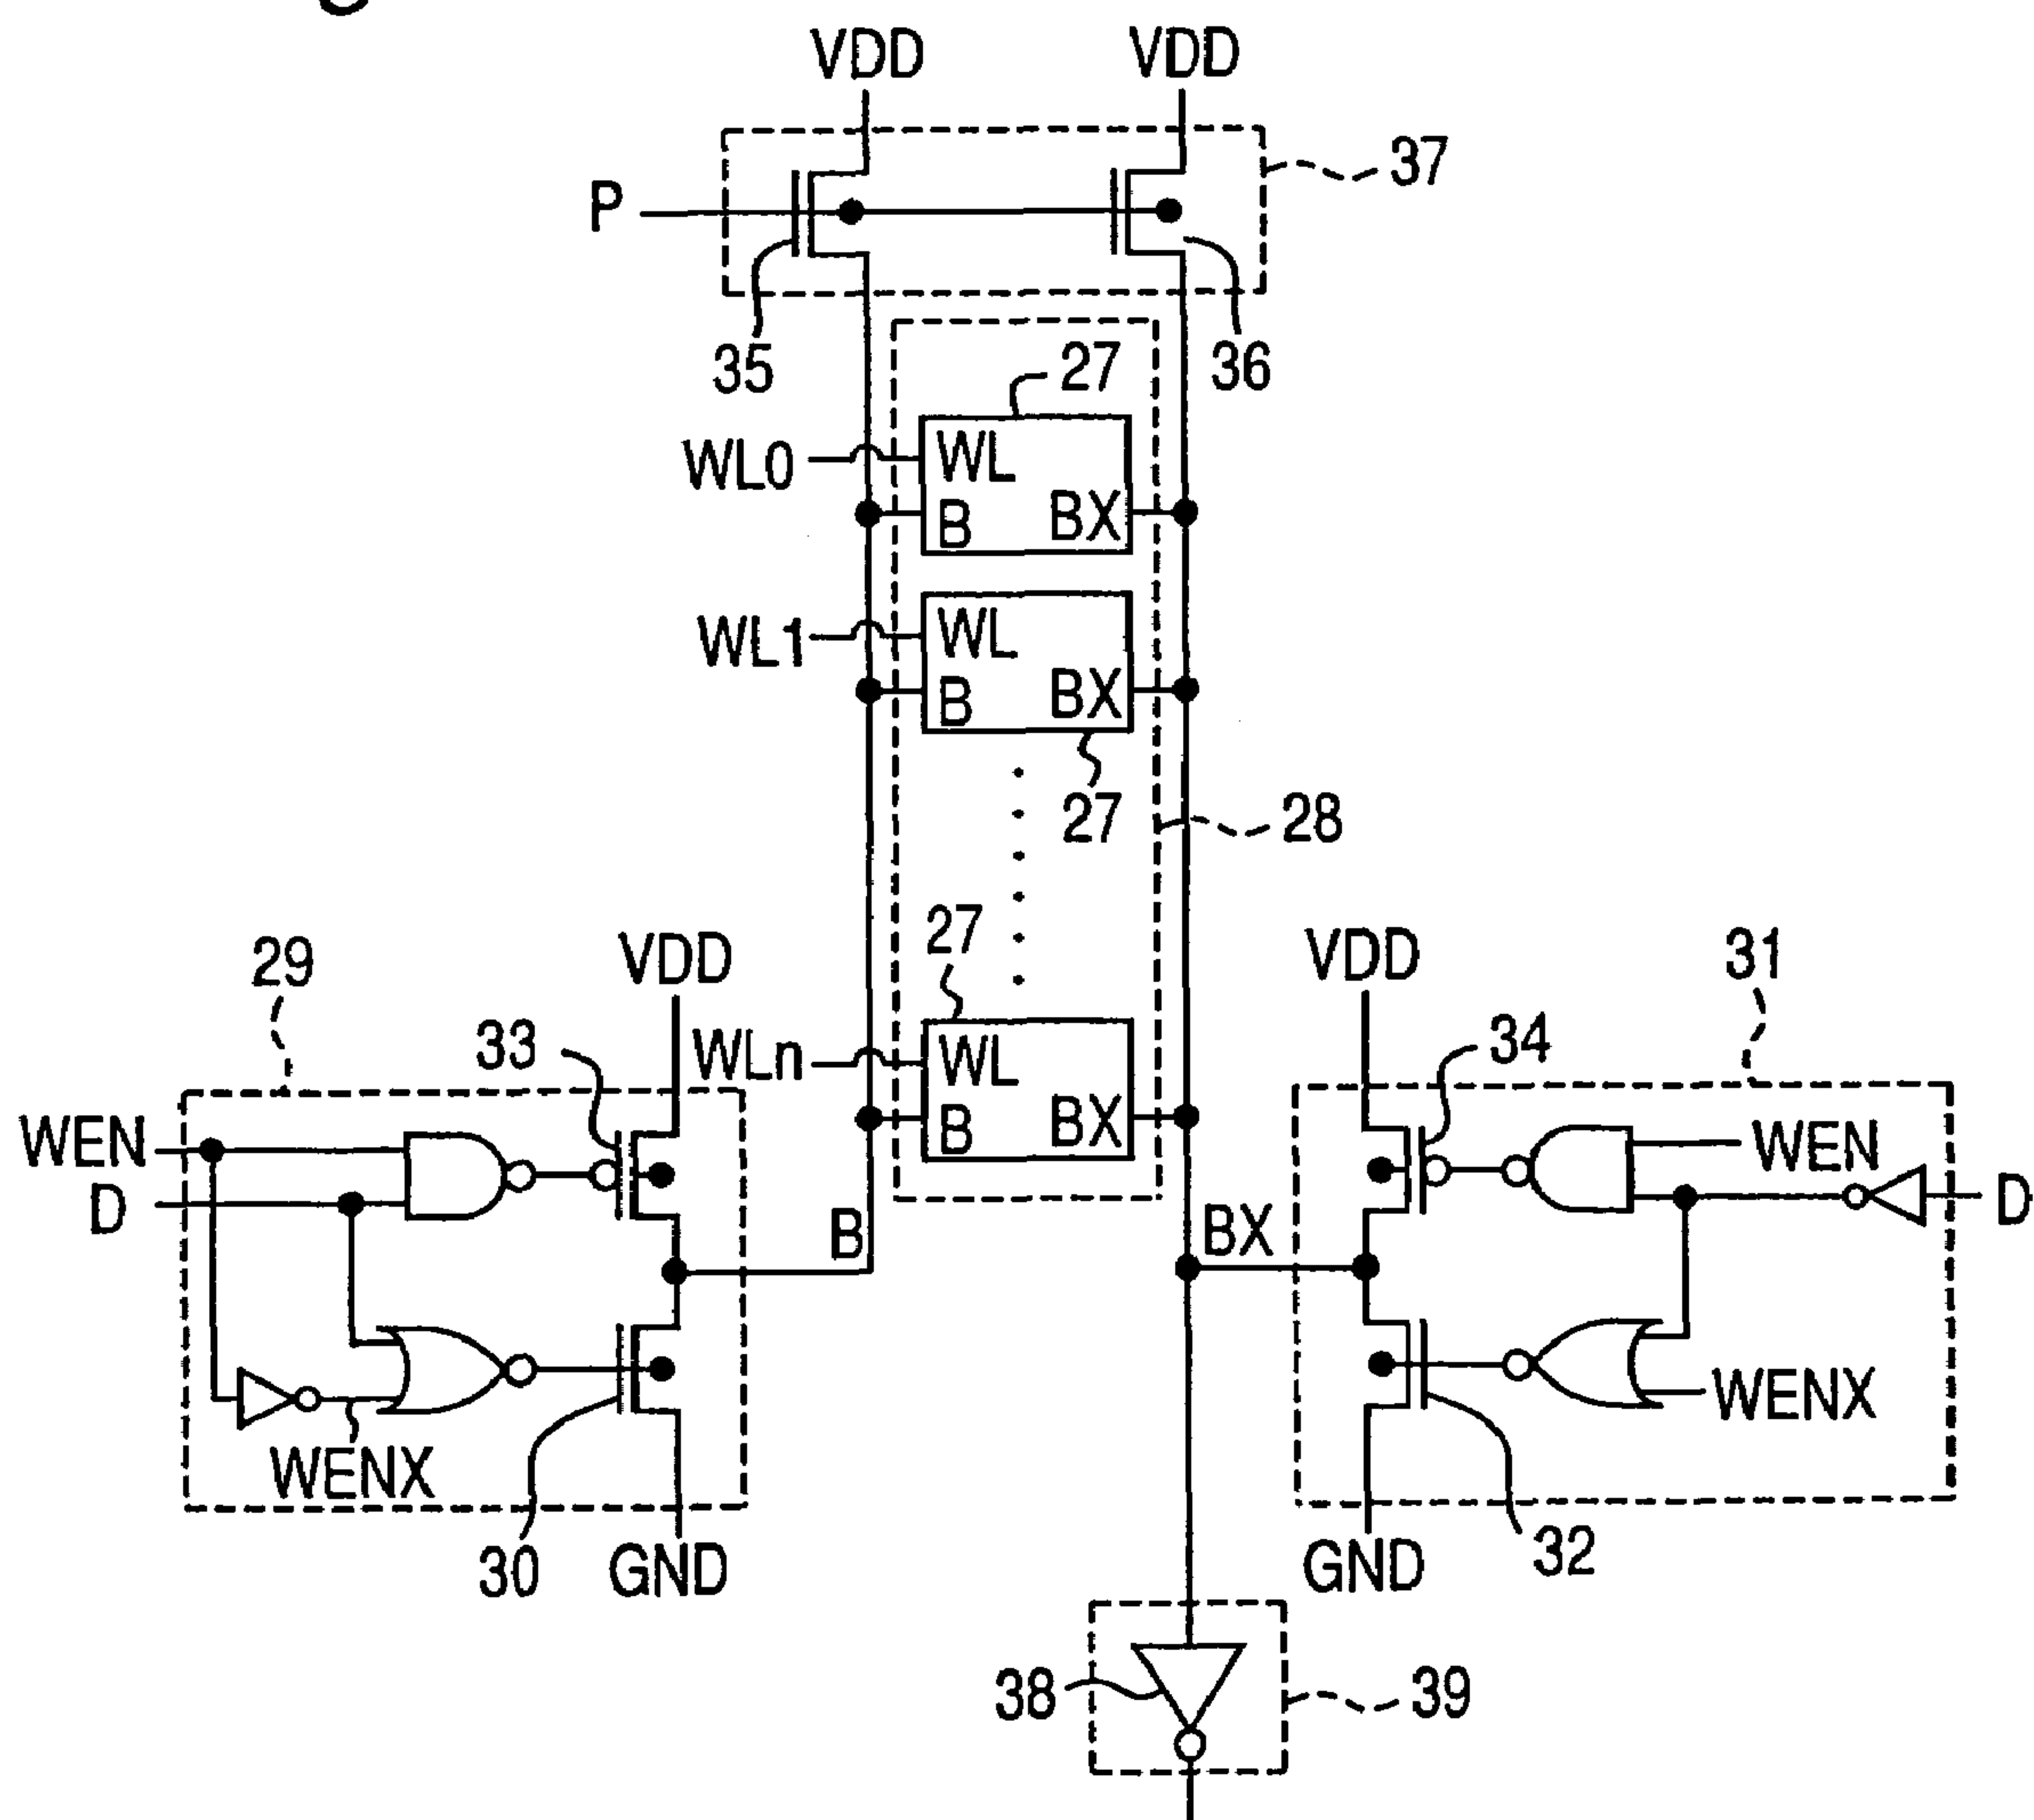 VDD VDD
37
P
35 36
27
WL0 WL
B BX
WL1 WL
B BX
27 28
27
29 VDD VDD 31
33 WLn WL 34
B BX
WEN WEN
D D
B BX
WENX WENX
30 GND GND 32
38 39